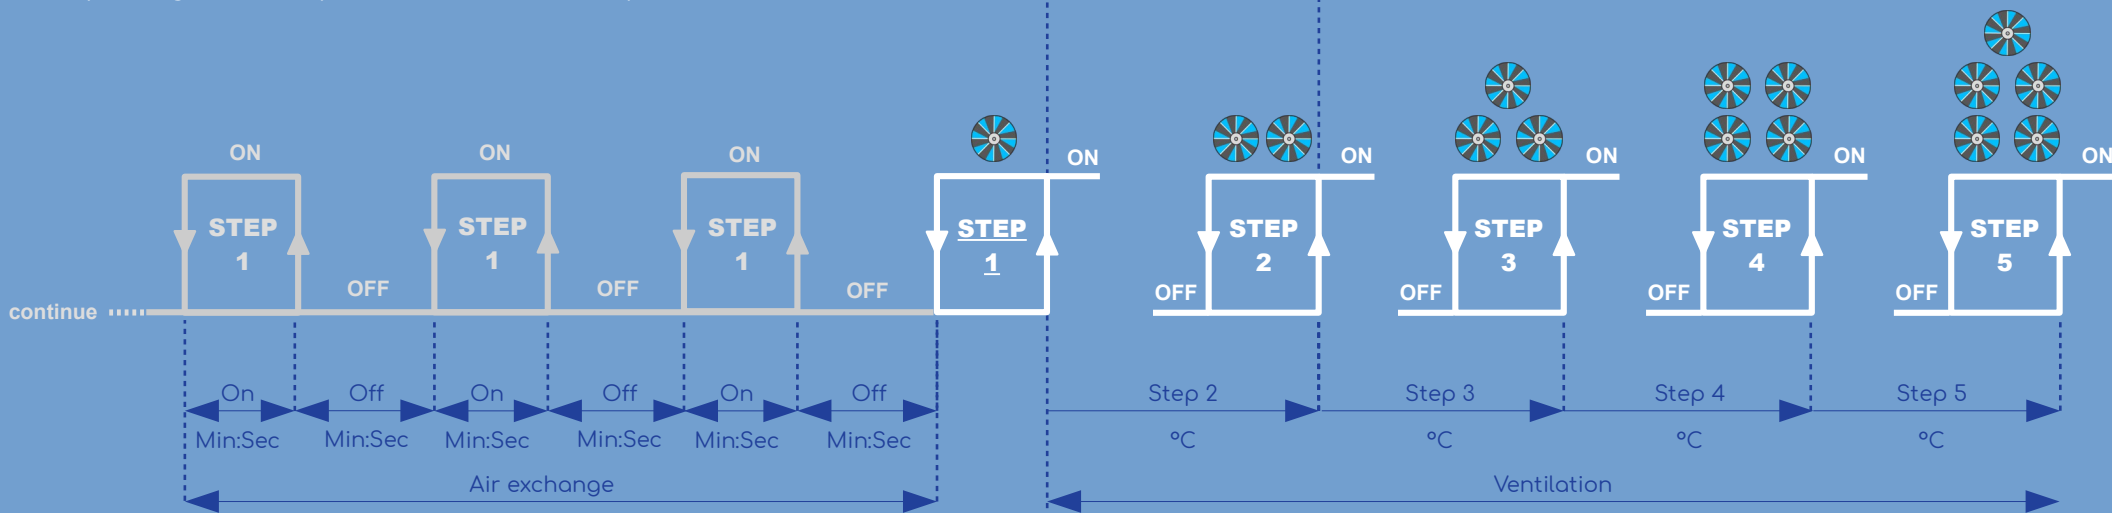 ON
ON
ON
ON
ON
ON
ON
ON
STEP
1
STEP
1
STEP
1
STEP
1
STEP
2
STEP
3
STEP
4
STEP
5
OFF
OFF
OFF
OFF
OFF
OFF
OFF
continue
On
Off
On
Off
On
Off
Step 2
Step 3
Step 4
Step 5
Min:Sec
Min:Sec
Min:Sec
Min:Sec
Min:Sec
Min:Sec
°C
°C
°C
°C
Air exchange
Ventilation